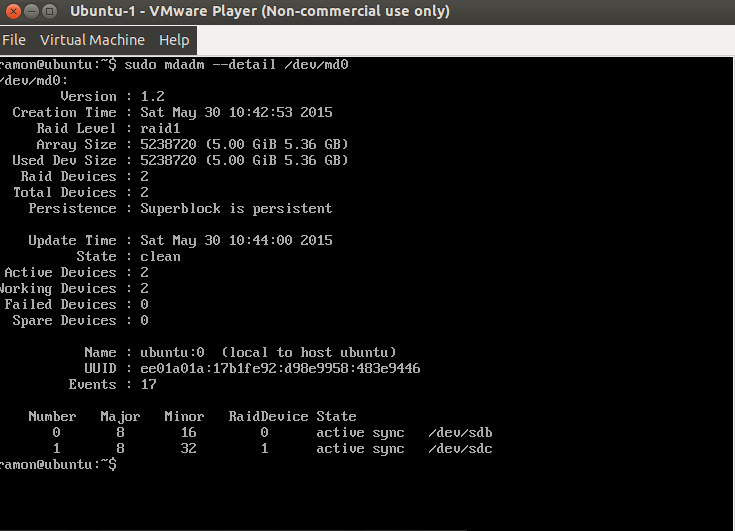 Ubuntu-1 - VMware Player (Non-commercial use only)
File Virtual Machine Help
ramon@ubuntu:~$ sudo mdadm --detail /dev/md0
/dev/md0:
Version : 1.2
Creation Time : Sat May 30 10:42:53 2015
Raid Level : raid1
Array Size : 5238720 (5.00 GiB 5.36 GB)
Used Dev Size : 5238720 (5.00 GiB 5.36 GB)
Raid Devices : 2
Total Devices : 2
Persistence : Superblock is persistent
Update Time : Sat May 30 10:44:00 2015
State : clean
Active Devices : 2
Working Devices : 2
Failed Devices : 0
Spare Devices : 0
Name : ubuntu:0 (local to host ubuntu)
UUID : ee01a01a:17b1fe92:d98e9958:483e9446
Events : 17
Number Major Minor RaidDevice State
0 8 16 0 active sync /dev/sdb
1 8 32 1 active sync /dev/sdc
ramon@ubuntu:~$